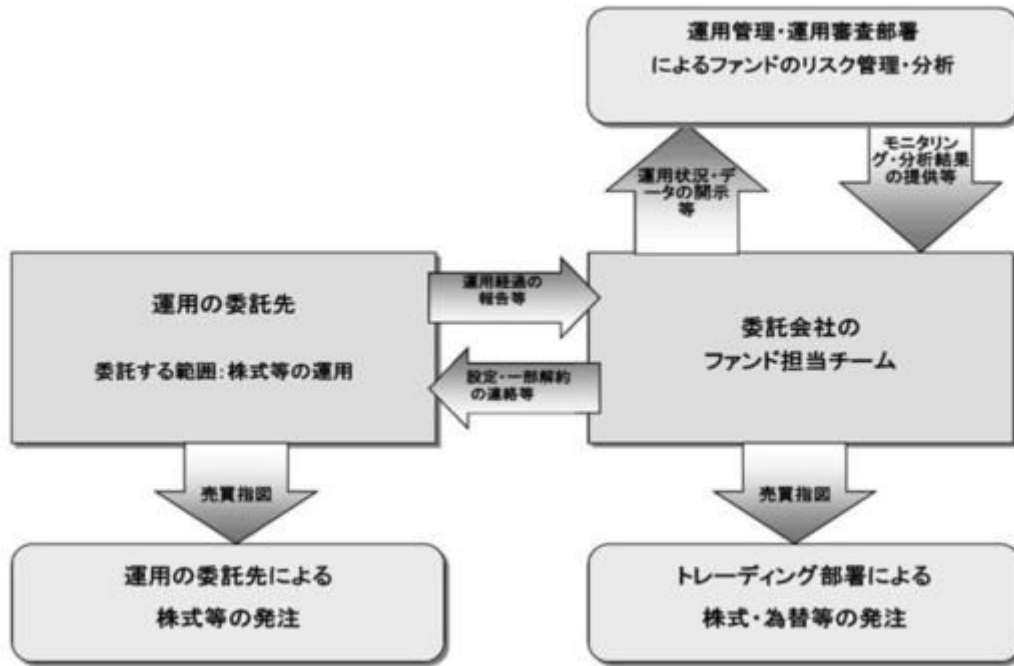 運用管理・運用審査部署
によるファンドのリスク管理・分析
運用状況・デ
ータの開示
等
モニタリン
グ・分析結果
の提供等
運用の委託先
委託する範囲:株式等の運用
運用経過の
報告等
設定・一部解約
の連絡等
委託会社の
ファンド担当チーム
売買指図
売買指図
運用の委託先による
株式等の発注
トレーディング部署による
株式・為替等の発注